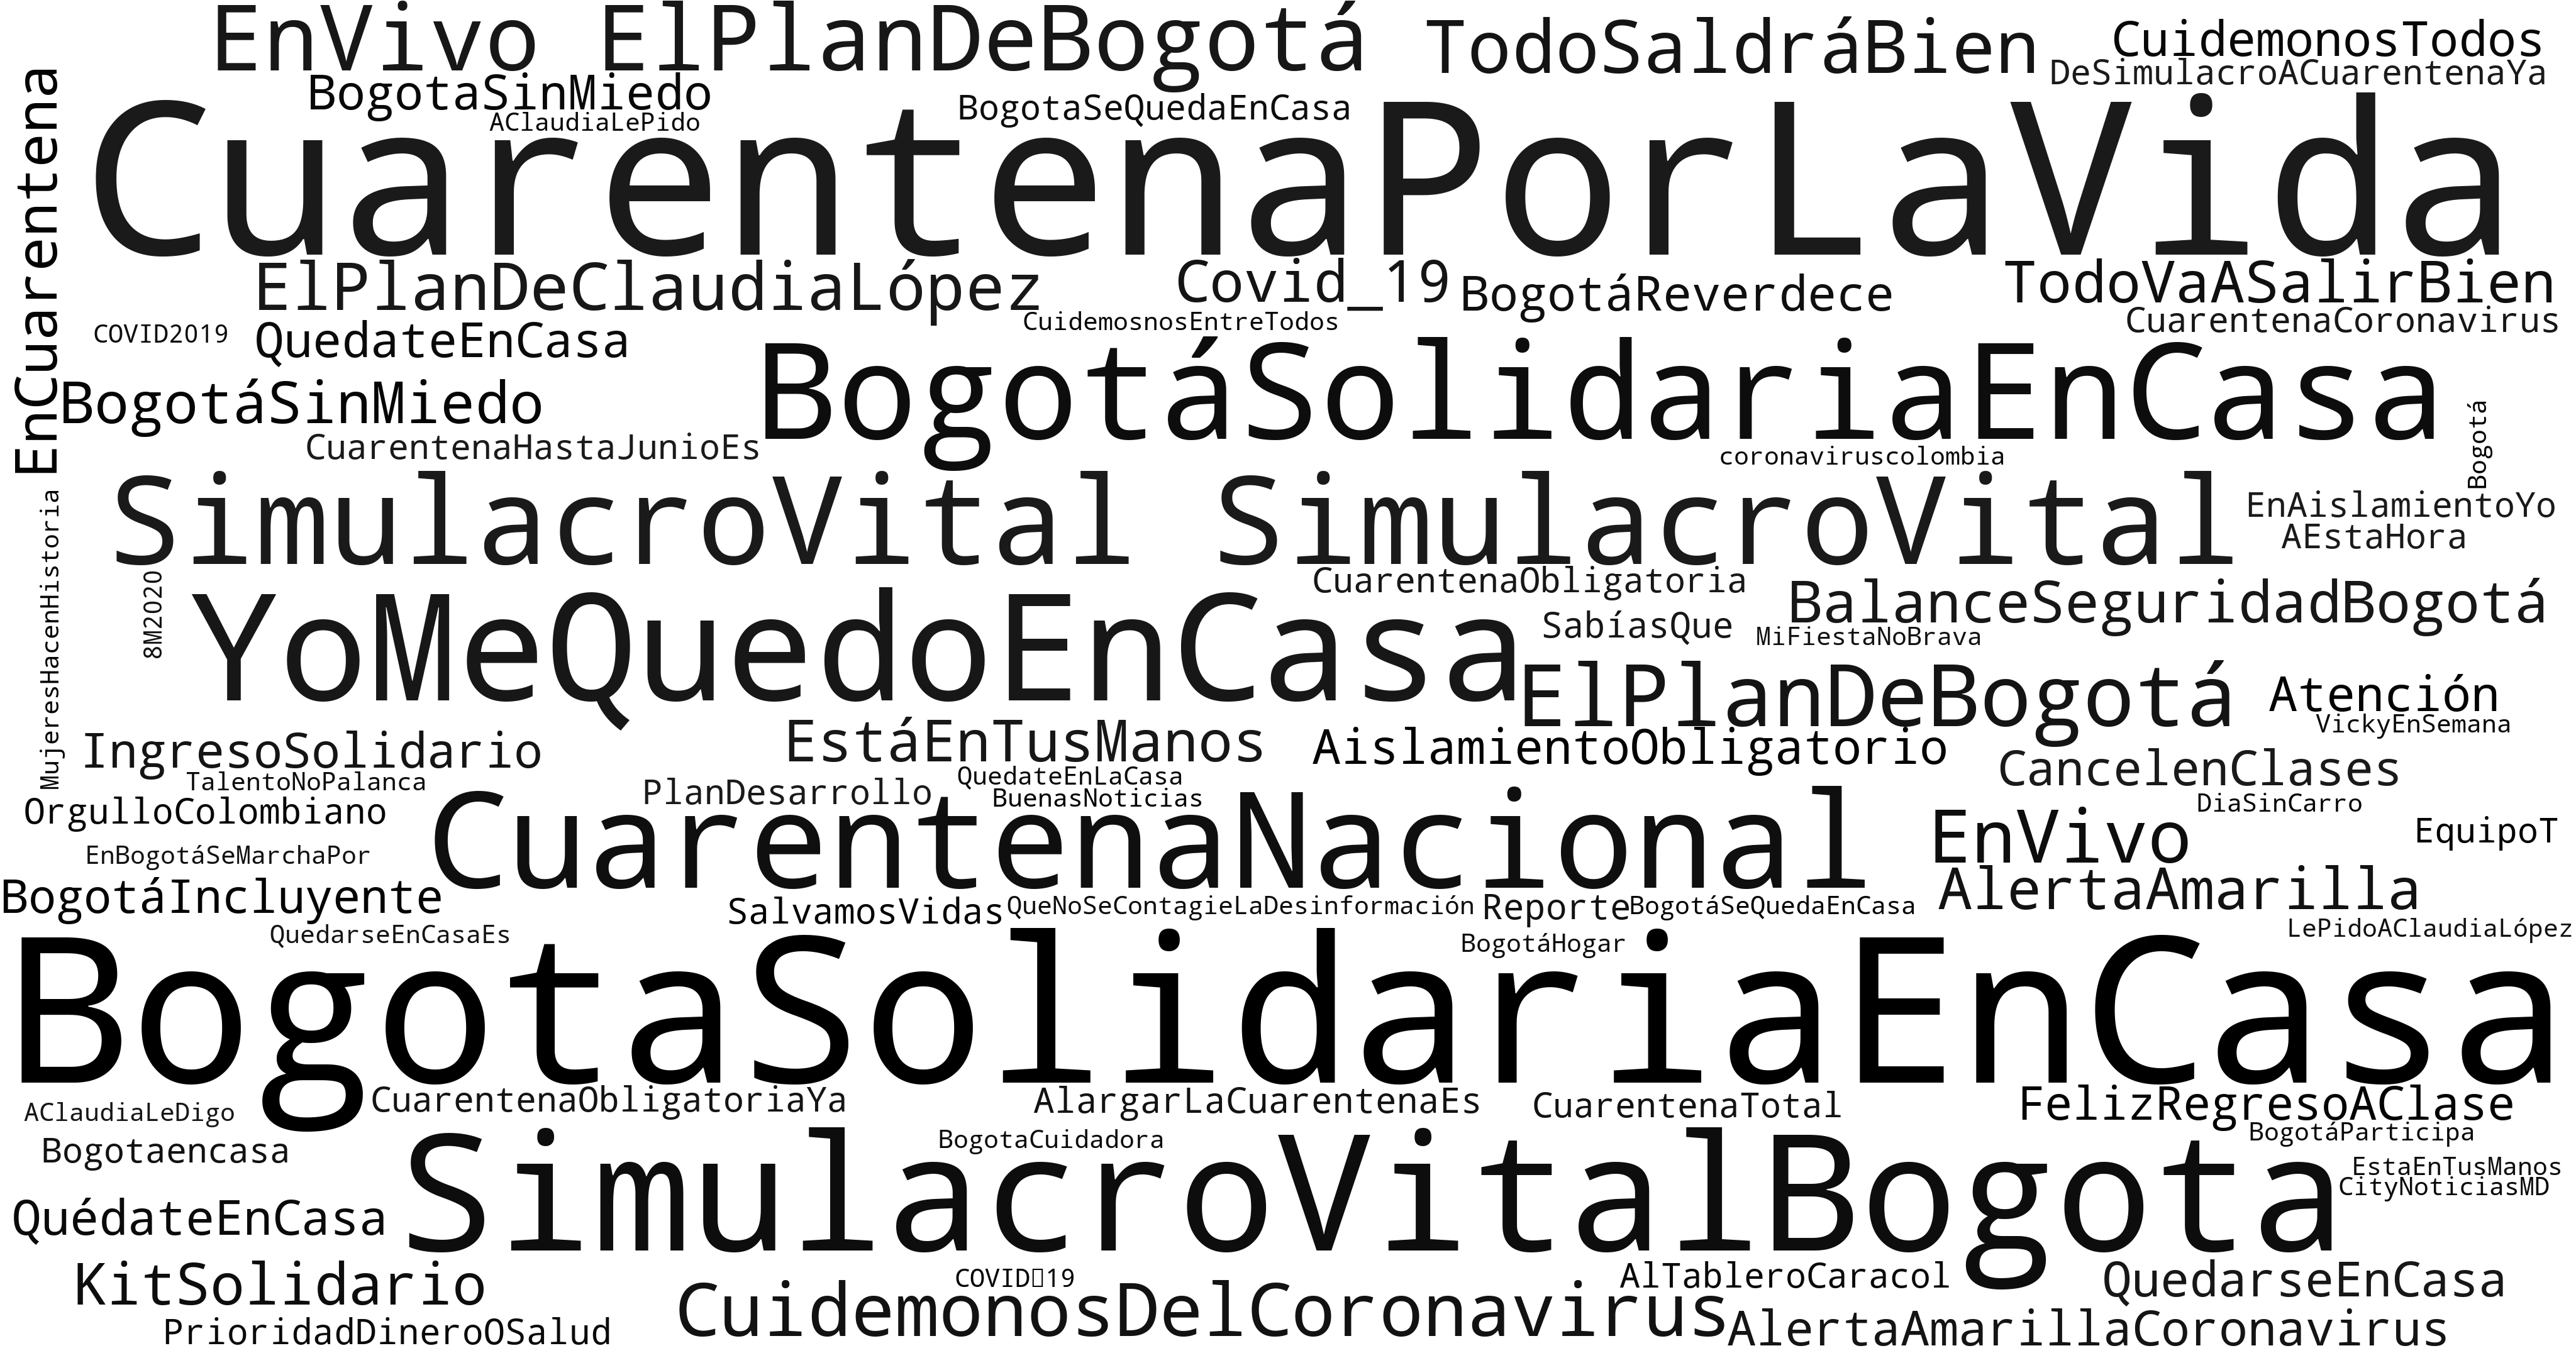 EnVivo ElPlanDeBogotá TodoSaldráBien CuidemonosTodos
DeSimulacroACuarentenaYa
BogotaSinMiedo
BogotaSeQuedaEnCasa
AClaudiaLePido
EnCuarentena
CuarentenaPorLaVida
ElPlanDeClaudiaLópez
Covid_19
BogotáReverdece
TodoVaASalirBien
CuidemosnosEntreTodos
CuarentenaCoronavirus
COVID2019
QuedateEnCasa
BogotáSinMiedo
BogotáSolidariaEnCasa
CuarentenaHastaJunioEs
coronaviruscolombia
Bogotá
SimulacroVital SimulacroVital
EnAislamientoYo
AEstaHora
MujeresHacenHistoria
8M2020
CuarentenaObligatoria
YoMeQuedoEnCasa
SabíasQue
MiFiestaNoBrava
BalanceSeguridadBogotá
ElPlanDeBogotá
Atención
VickyEnSemana
IngresoSolidario
EstáEnTusManos
AislamientoObligatorio
CancelenClases
TalentoNoPalanca
PlanDesarrollo
QuedateEnLaCasa
BuenasNoticias
DiaSinCarro
OrgulloColombiano
CuarentenaNacional
EnVivo
EquipoT
EnBogotáSeMarchaPor
BogotáIncluyente
AlertaAmarilla
SalvamosVidas
QueNoSeContagieLaDesinformación
Reporte
BogotáSeQuedaEnCasa
LePidoAClaudiaLópez
QuedarseEnCasaEs
BogotáHogar
BogotaSolidariaEnCasa
AClaudiaLeDigo
CuarentenaObligatoriaYa
AlargarLaCuarentenaEs
CuarentenaTotal
FelizRegresoAClase
Bogotaencasa
BogotaCuidadora
BogotáParticipa
SimulacroVitalBogota
EstaEnTusManos
CityNoticiasMD
QuédateEnCasa
KitSolidario
COVID▯19
AlTableroCaracol
QuedarseEnCasa
PrioridadDineroOSalud
CuidemonosDelCoronavirus
AlertaAmarillaCoronavirus